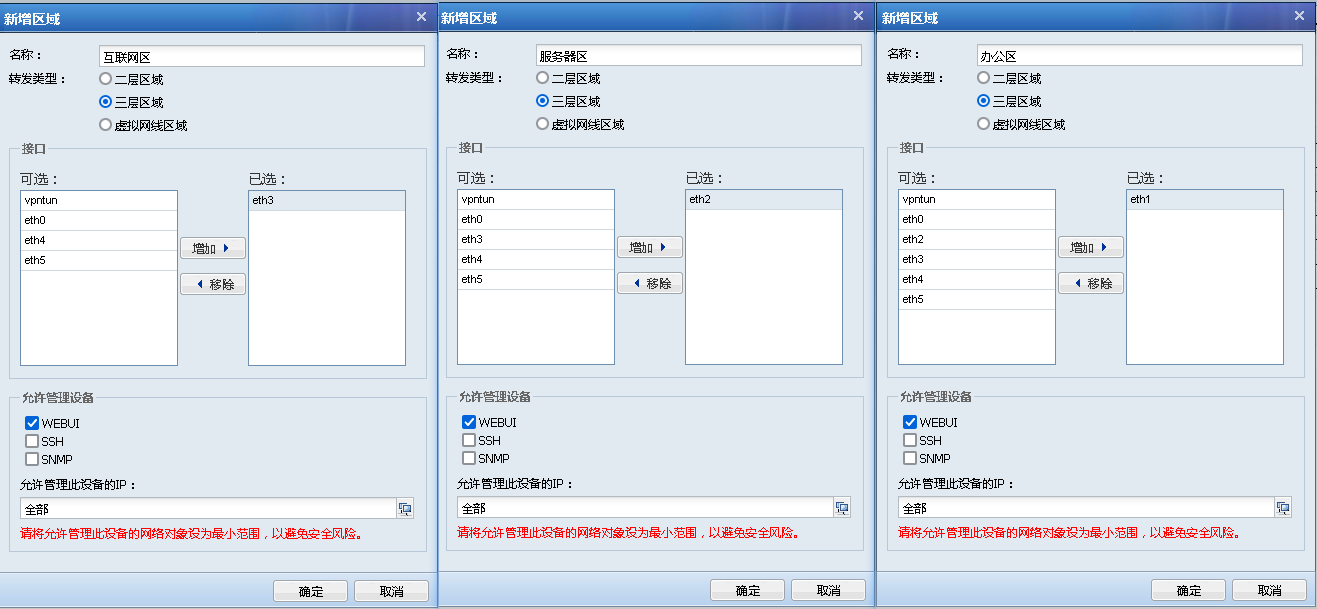 新增区域
名称：
互联网区
转发类型：
二层区域
三层区域
虚拟网线区域
接口
可选：
已选：
vpntun
eth0
eth4
eth5
增加
移除
eth3
允许管理设备
WEBUI
SSH
SNMP
允许管理此设备的IP：
全部
请将允许管理此设备的网络对象设为最小范围，以避免安全风险。
确定
取消
新增区域
名称：
服务器区
转发类型：
二层区域
三层区域
虚拟网线区域
接口
可选：
已选：
vpntun
eth0
eth3
eth4
eth5
增加
移除
eth2
允许管理设备
WEBUI
SSH
SNMP
允许管理此设备的IP：
全部
请将允许管理此设备的网络对象设为最小范围，以避免安全风险。
确定
取消
新增区域
名称：
办公区
转发类型：
二层区域
三层区域
虚拟网线区域
接口
可选：
已选：
vpntun
eth0
eth2
eth3
eth4
eth5
增加
移除
eth1
允许管理设备
WEBUI
SSH
SNMP
允许管理此设备的IP：
全部
请将允许管理此设备的网络对象设为最小范围，以避免安全风险。
确定
取消